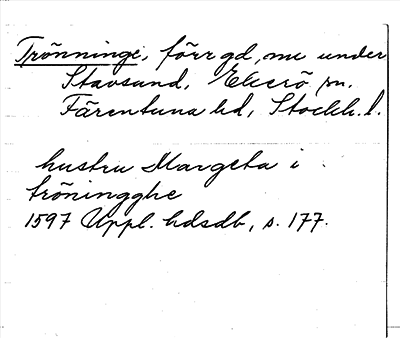 Trönninge, förr gd, nu under
Stavsund, Ekerö sn.
Färentuna hd, Stockh. l.
hustru Margeta i
tröningghe
1597 Uppl. hdsdb, s. 177.